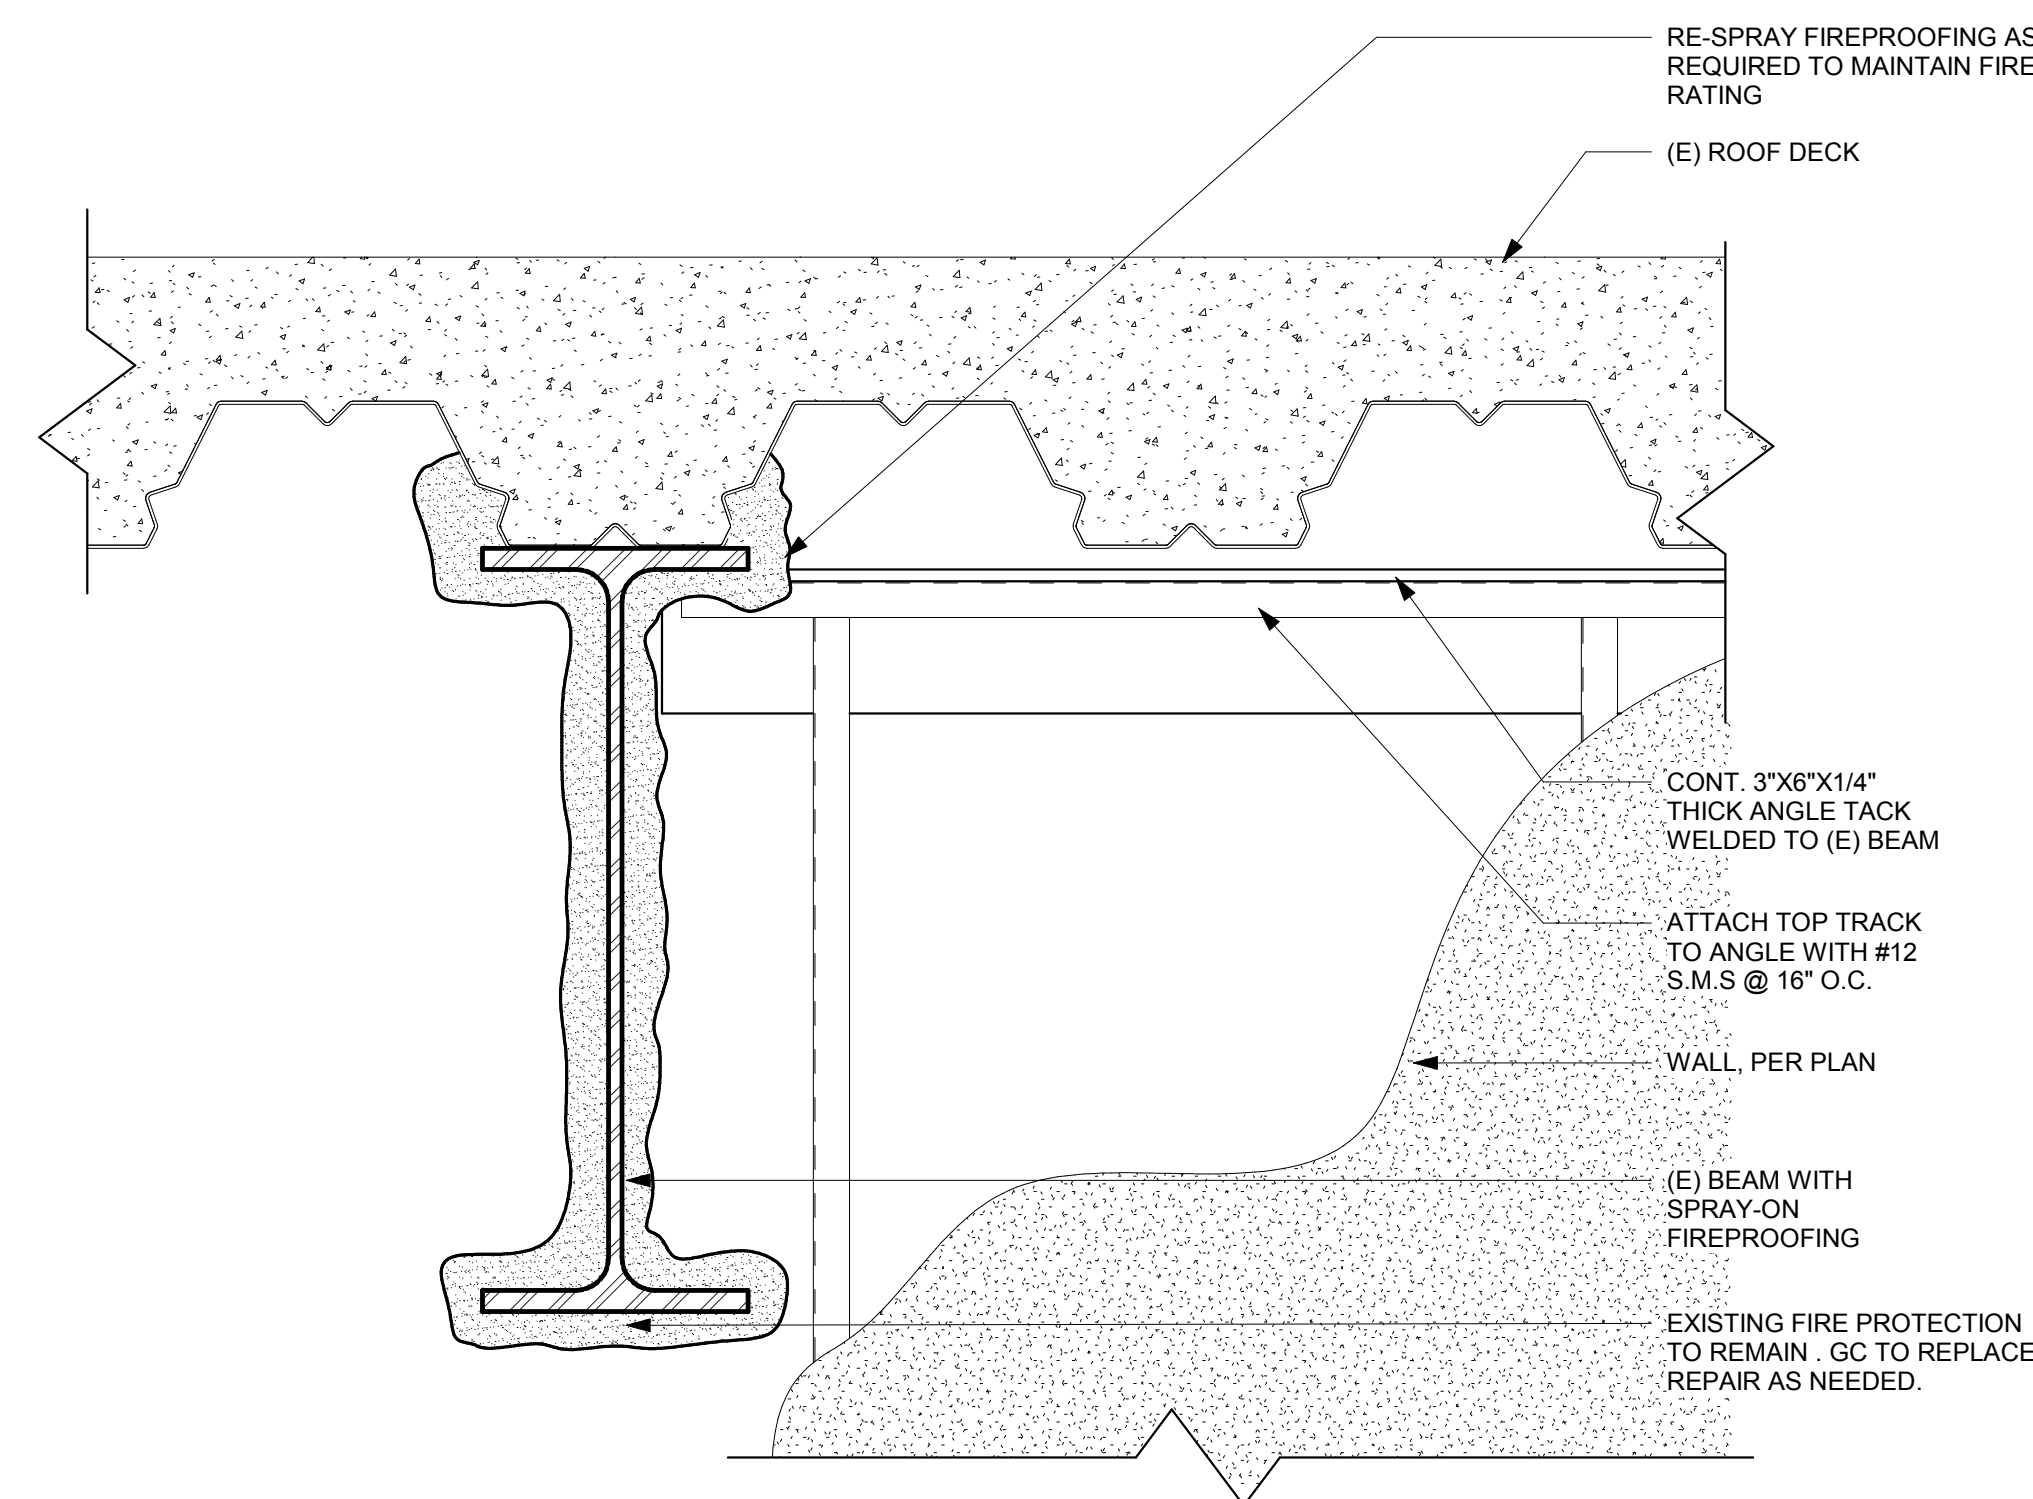 RE-SPRAY FIREPROOFING AS
REQUIRED TO MAINTAIN FIRE
RATING
(E) ROOF DECK
CONT. 3"X6"X1/4"
THICK ANGLE TACK
WELDED TO (E) BEAM
ATTACH TOP TRACK
TO ANGLE WITH #12
S.M.S @ 16" O.C.
WALL, PER PLAN
(E) BEAM WITH
SPRAY-ON
FIREPROOFING
EXISTING FIRE PROTECTION
TO REMAIN . GC TO REPLACE
REPAIR AS NEEDED.